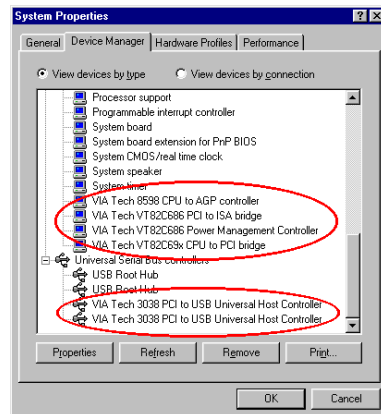 System Properties
General Device Manager Hardware Profiles Performance
View devices by type View devices by connection
Processor support
Programmable interrupt controller
System board
System board extension for PnP BIOS
System CMOS/real time clock
System speaker
System timer
VIA Tech 8598 CPU to AGP controller
VIA Tech VT82C686 PCI to ISA bridge
VIA Tech VT82C686 Power Management Controller
VIA Tech VT82C69x CPU to PCI bridge
Universal Serial Bus controllers
USB Root Hub
USB Root Hub
VIA Tech 3038 PCI to USB Universal Host Controller
VIA Tech 3038 PCI to USB Universal Host Controller
Properties Refresh Remove Print...
OK Cancel